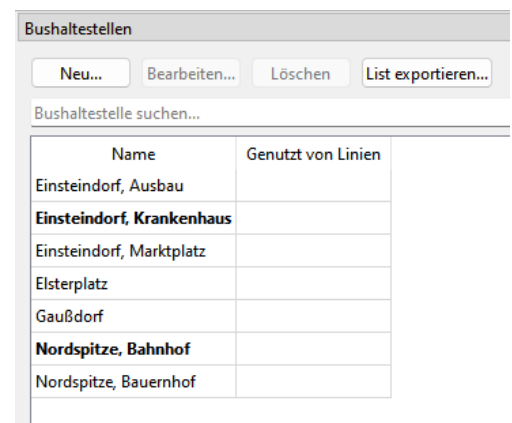 Bushaltestellen
Neu... Bearbeiten... Löschen List exportieren...
Bushaltestelle suchen...
Name Genutzt von Linien
Einsteindorf, Ausbau
Einsteindorf, Krankenhaus
Einsteindorf, Marktplatz
Elsterplatz
Gaußdorf
Nordspitze, Bahnhof
Nordspitze, Bauernhof